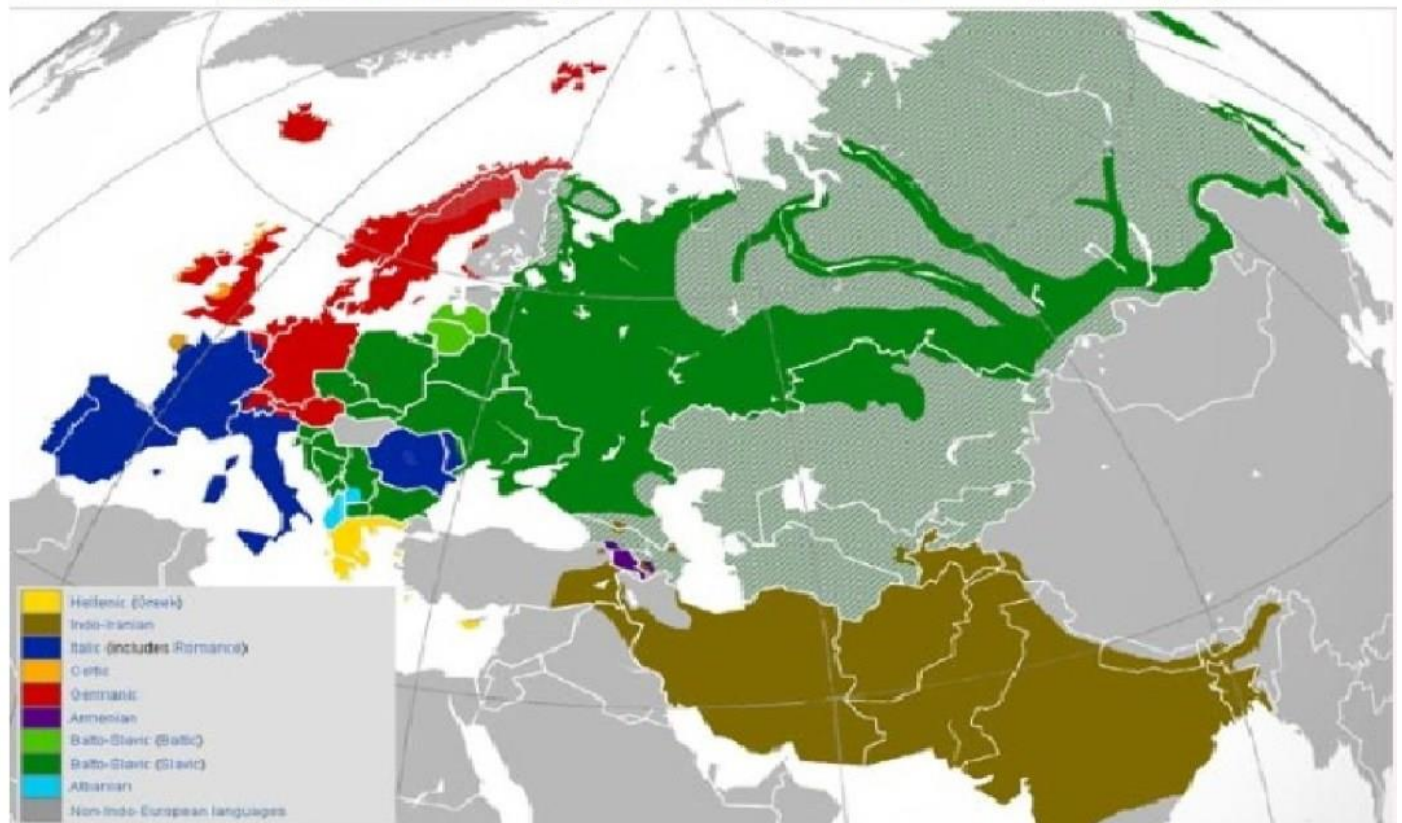 Hellenic (Greek)
Indo-Iranian
Italic (includes Romance)
Celtic
Germanic
Armenian
Balto-Slavic (Baltic)
Balto-Slavic (Slavic)
Albanian
Non-Indo-European languages